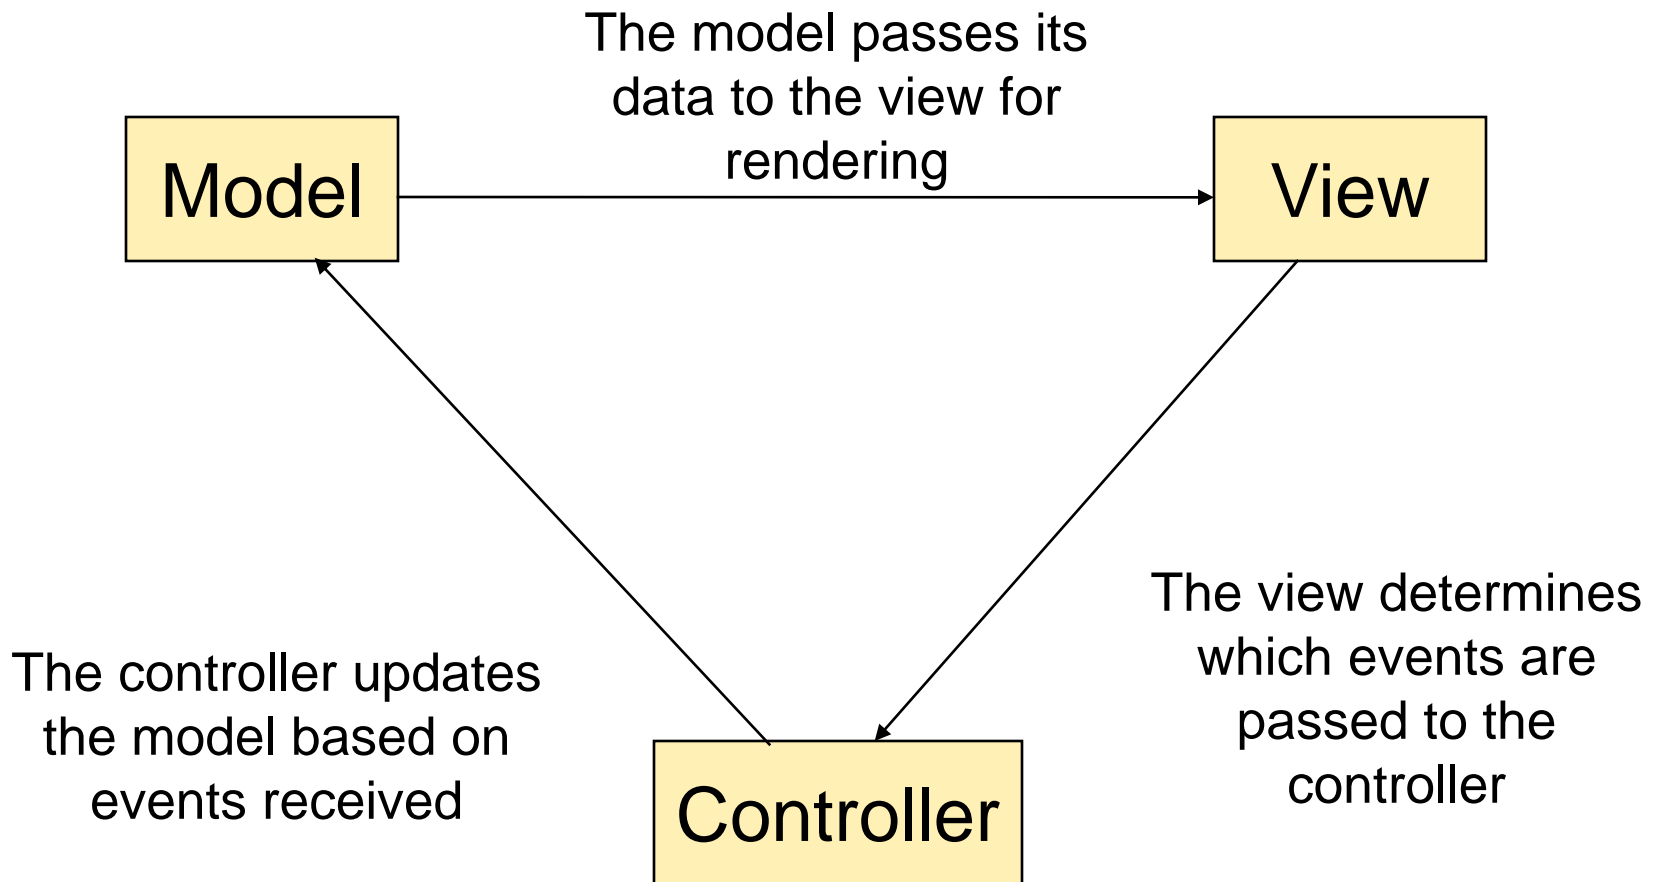 The model passes its
data to the view for
rendering
Model
View
The view determines
which events are
passed to the
controller
The controller updates
the model based on
events received
Controller